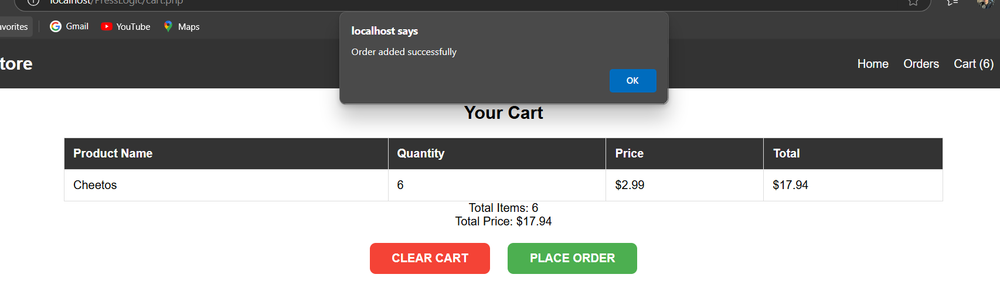 localhost/PressLogic/cart.php
avorites Gmail YouTube Maps
localhost says
Order added successfully
OK
tore Home Orders Cart (6)
Your Cart
Product Name Quantity Price Total
Cheetos 6 $2.99 $17.94
Total Items: 6
Total Price: $17.94
CLEAR CART PLACE ORDER